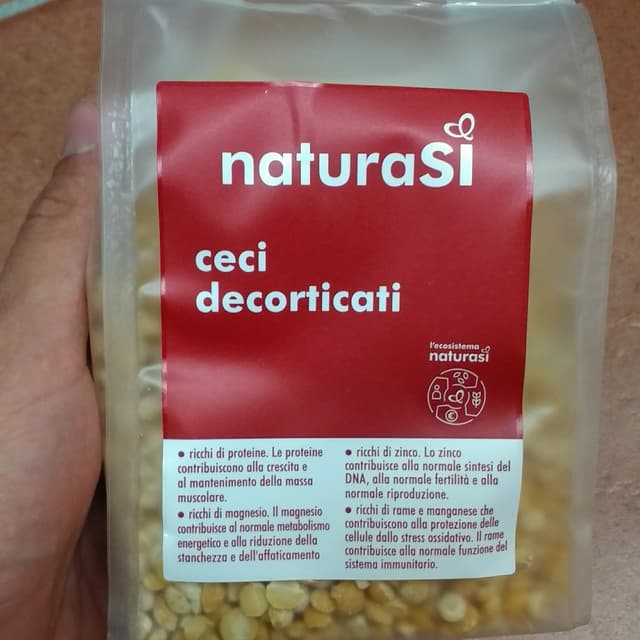 naturaSì
ceci
decorticati
l'ecosistema
naturasì
• ricchi di proteine. Le proteine
contribuiscono alla crescita e
al mantenimento della massa
muscolare.
• ricchi di magnesio. Il magnesio
contribuisce al normale metabolismo
energetico e alla riduzione della
stanchezza e dell'affaticamento
• ricchi di zinco. Lo zinco
contribuisce alla normale sintesi del
DNA, alla normale fertilità e alla
normale riproduzione.
• ricchi di rame e manganese che
contribuiscono alla protezione delle
cellule dallo stress ossidativo. Il rame
contribuisce alla normale funzione del
sistema immunitario.